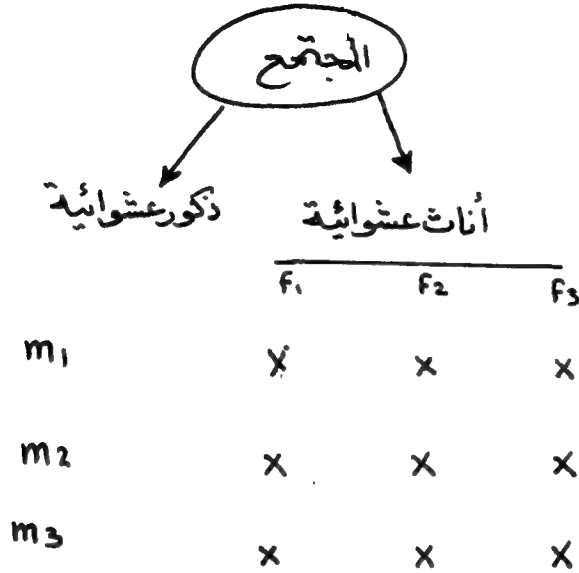 المجتمع
ذكور عشوائية أناث عشوائية
F1 F2 F3
m1 x x x
m2 x x x
m3 x x x